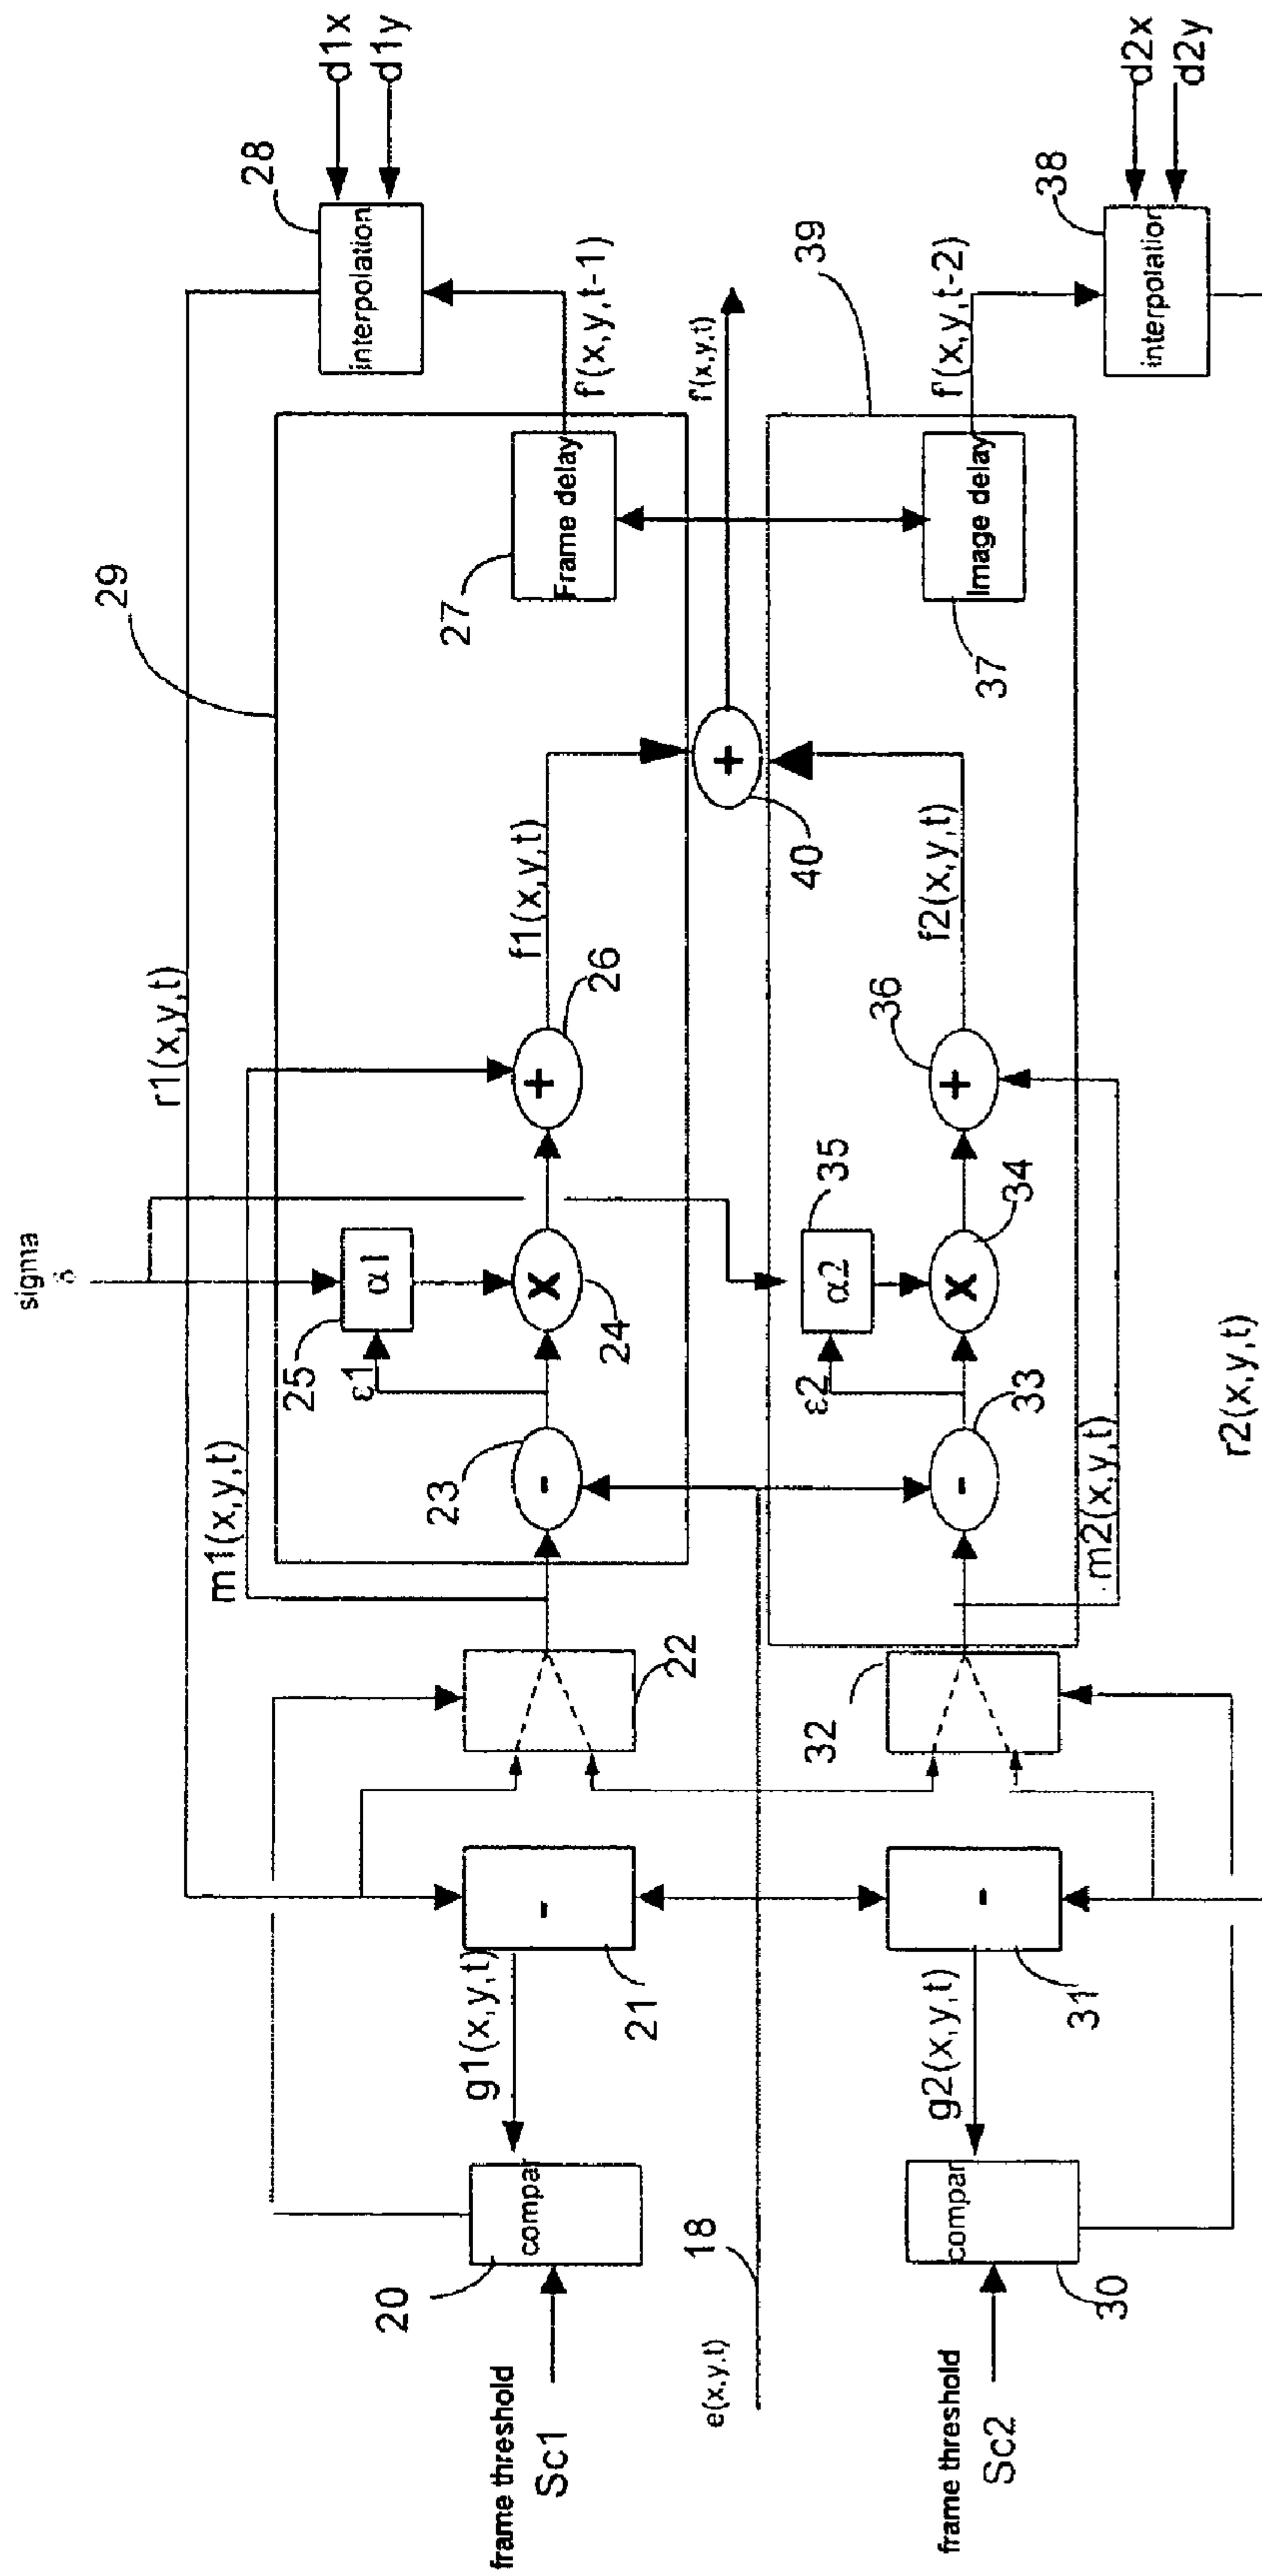 sigma
δ
r1(x,y,t)
m1(x,y,t)
29
28
d1x
d1y
interpolation
25
α1
ε1
23
-
24
X
26
+
f1(x,y,t)
27
Frame delay
f'(x,y,t-1)
20
compar
g1(x,y,t)
21
-
22
frame threshold
Sc1
e(x,y,t)
18
40
+
f'(x,y,t)
39
35
α2
ε2
33
-
34
X
36
+
f2(x,y,t)
37
Image delay
f'(x,y,t-2)
38
interpolation
d2x
d2y
32
m2(x,y,t)
31
-
g2(x,y,t)
30
compar
frame threshold
Sc2
r2(x,y,t)